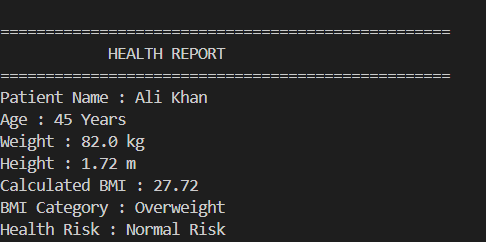 ==================================================
HEALTH REPORT
==================================================
Patient Name : Ali Khan
Age : 45 Years
Weight : 82.0 kg
Height : 1.72 m
Calculated BMI : 27.72
BMI Category : Overweight
Health Risk : Normal Risk